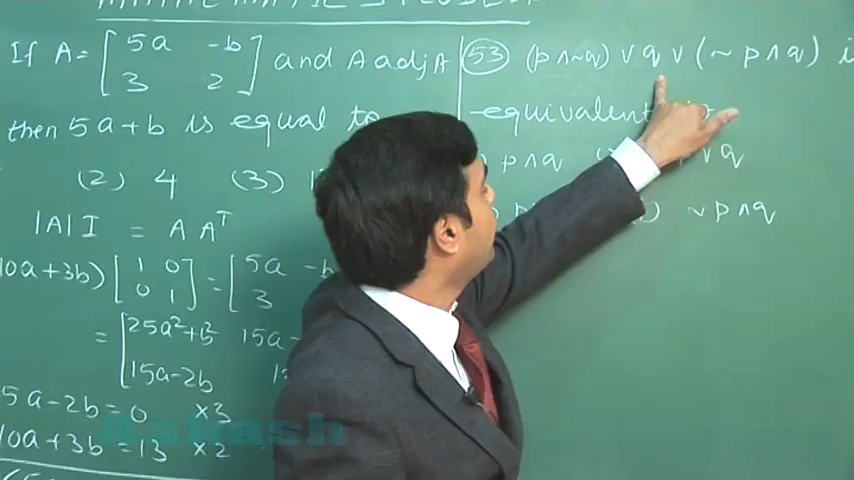 If A = [ 5a -b
3 2 ] and A adj A
then 5a + b is equal to
(2) 4 (3)
|A| I = A A^T
10a + 3b) [ 1 0
0 1 ] = [ 5a -b
3
= [ 25a² + b² 15a -
15a - 2b
5a - 2b = 0 ×3
10a + 3b = 13 ×2
(53) (p ∧ ~q) ∨ q ∨ (~ p ∧ q) i
equivalent
p ∧ q ∨ q
~ p ∧ q
Aakash